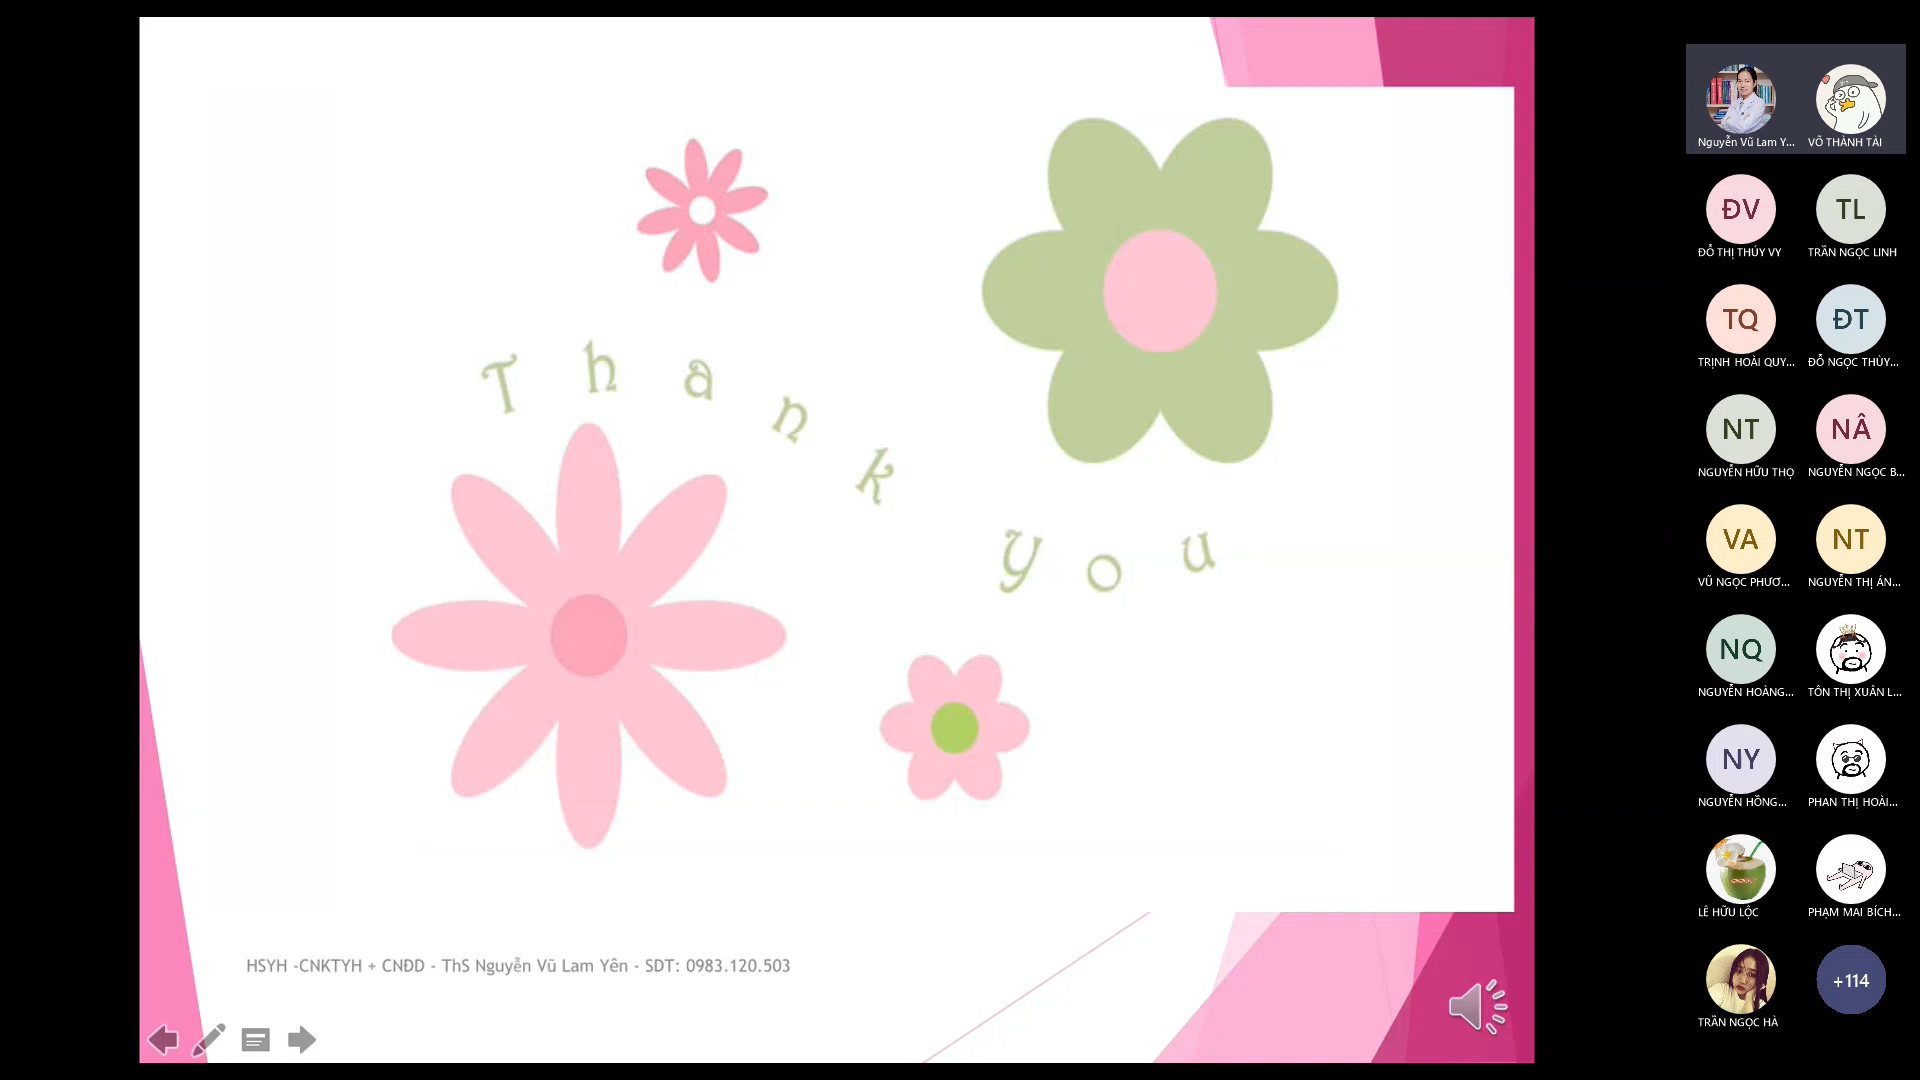 Thank you
HSYH -CNKTYH + CNĐD - ThS Nguyễn Vũ Lam Yên - SDT: 0983.120.503
Nguyễn Vũ Lam Y...
VÕ THÀNH TÀI
ĐV
ĐỖ THỊ THÚY VY
TL
TRẦN NGỌC LINH
TQ
TRỊNH HOÀI QUY...
ĐT
ĐỖ NGỌC THÙY...
NT
NGUYỄN HỮU THỌ
NÂ
NGUYỄN NGỌC B...
VA
VŨ NGỌC PHƯƠ...
NT
NGUYỄN THỊ ÁN...
NQ
NGUYỄN HOÀNG...
TÔN THỊ XUÂN L...
NY
NGUYỄN HỒNG...
PHAN THỊ HOÀI...
LÊ HỮU LỘC
PHẠM MAI BÍCH...
TRẦN NGỌC HÀ
+114